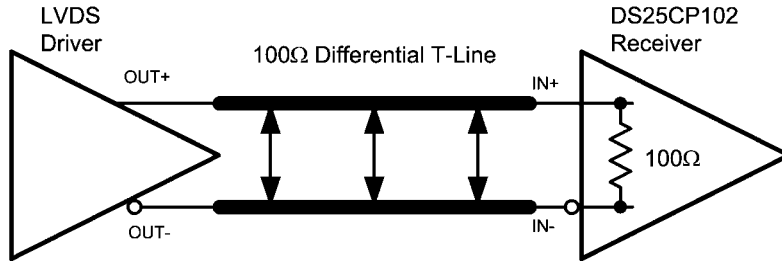 LVDS
Driver
DS25CP102
Receiver
100Ω Differential T-Line
OUT+
IN+
100Ω
OUT-
IN-